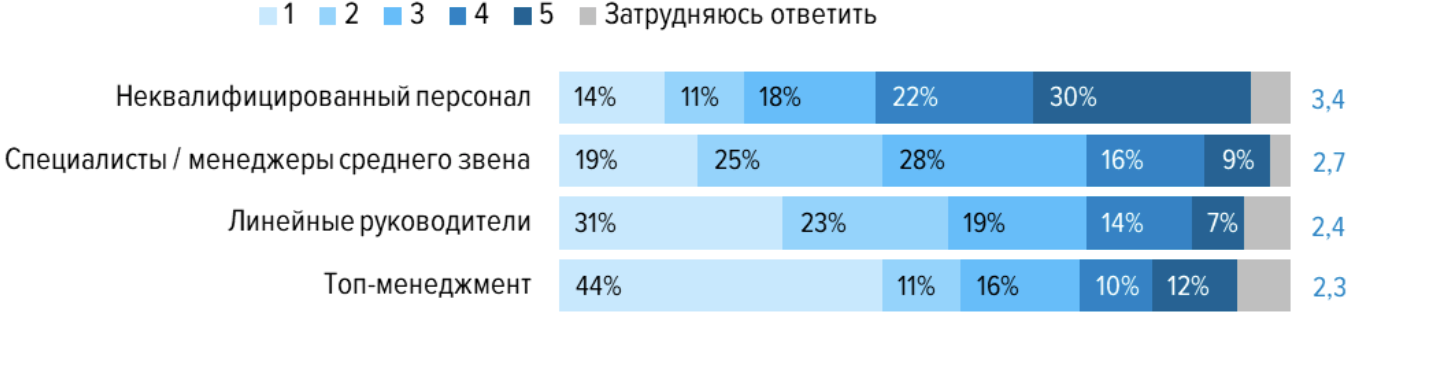 1 2 3 4 5 Затрудняюсь ответить
Неквалифицированный персонал 14% 11% 18% 22% 30% 3,4
Специалисты / менеджеры среднего звена 19% 25% 28% 16% 9% 2,7
Линейные руководители 31% 23% 19% 14% 7% 2,4
Топ-менеджмент 44% 11% 16% 10% 12% 2,3